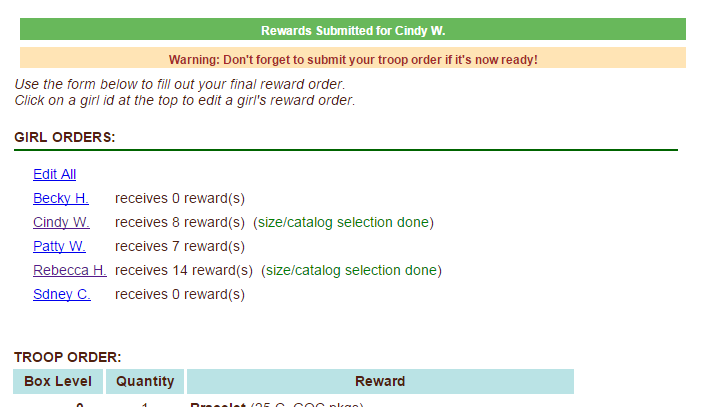 Rewards Submitted for Cindy W.
Warning: Don't forget to submit your troop order if it's now ready!
Use the form below to fill out your final reward order.
Click on a girl id at the top to edit a girl's reward order.
GIRL ORDERS:
Edit All
Becky H. receives 0 reward(s)
Cindy W. receives 8 reward(s) (size/catalog selection done)
Patty W. receives 7 reward(s)
Rebecca H. receives 14 reward(s) (size/catalog selection done)
Sdney C. receives 0 reward(s)
TROOP ORDER:
Box Level Quantity Reward
Bracelet